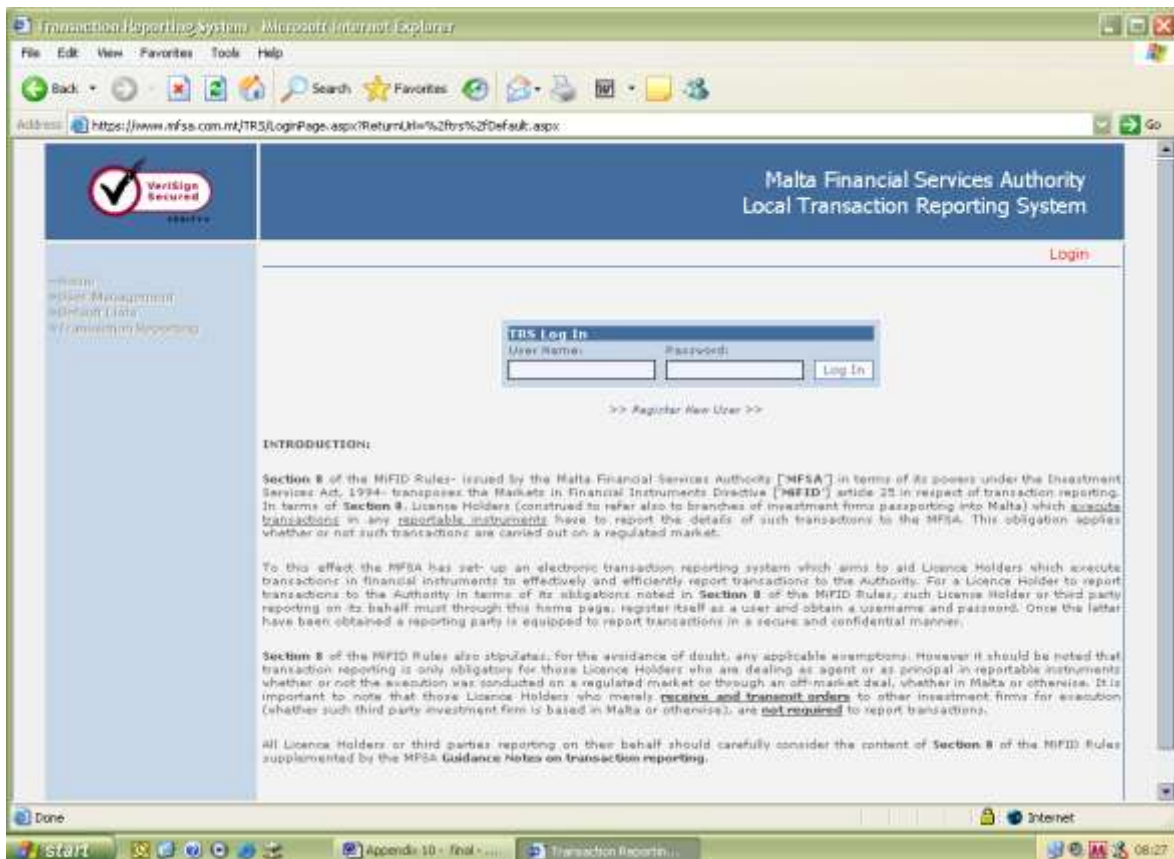 Transaction Reporting System - Microsoft Internet Explorer
File Edit View Favorites Tools Help
Back Search Favorites
Address https://www.mfsa.com.mt/TRS/LoginPage.aspx?ReturnUrl=%2ftrs%2fDefault.aspx Go
VeriSign
Secured
Malta Financial Services Authority
Local Transaction Reporting System
Login
Home
User Management
Default Lists
Transaction Reporting
TRS Log In
User Name: Password:
Log In
>> Register New User >>
INTRODUCTION:
Section 8 of the MiFID Rules- issued by the Malta Financial Services Authority ['MFSA'] in terms of its powers under the Investment
Services Act, 1994- transposes the Markets in Financial Instruments Directive ['MiFID'] article 25 in respect of transaction reporting.
In terms of Section 8, Licence Holders (construed to refer also to branches of investment firms passporting into Malta) which execute
transactions in any reportable instruments have to report the details of such transactions to the MFSA. This obligation applies
whether or not such transactions are carried out on a regulated market.
To this effect the MFSA has set- up an electronic transaction reporting system which aims to aid Licence Holders which execute
transactions in financial instruments to effectively and efficiently report transactions to the Authority. For a Licence Holder to report
transactions to the Authority in terms of its obligations noted in Section 8 of the MiFID Rules, such Licence Holder or third party
reporting on its behalf must through this home page, register itself as a user and obtain a username and password. Once the latter
have been obtained a reporting party is equipped to report transactions in a secure and confidential manner.
Section 8 of the MiFID Rules also stipulates, for the avoidance of doubt, any applicable exemptions. However it should be noted that
transaction reporting is only obligatory for those Licence Holders who are dealing as agent or as principal in reportable instruments
whether or not the execution was conducted on a regulated market or through an off-market deal, whether in Malta or otherwise. It is
important to note that those Licence Holders who merely receive and transmit orders to other investment firms for execution
(whether such third party investment firm is based in Malta or otherwise), are not required to report transactions.
All Licence Holders or third parties reporting on their behalf should carefully consider the content of Section 8 of the MiFID Rules
supplemented by the MFSA Guidance Notes on transaction reporting.
Done Internet
start Appendix 10 - final - .... Transaction Reportin... 08:27